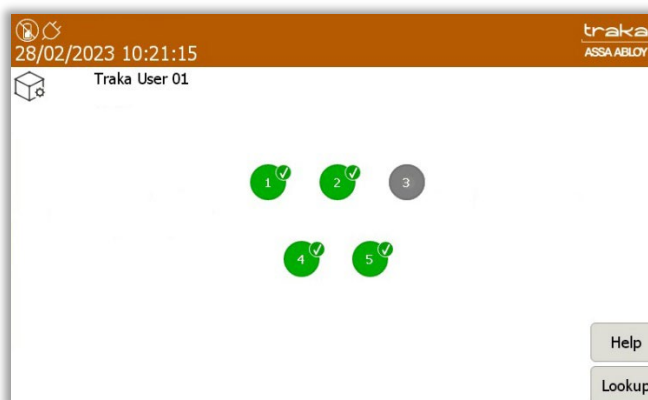 traka
28/02/2023 10:21:15
ASSA ABLOY
Traka User 01
1 2 3
4 5
Help
Lookup